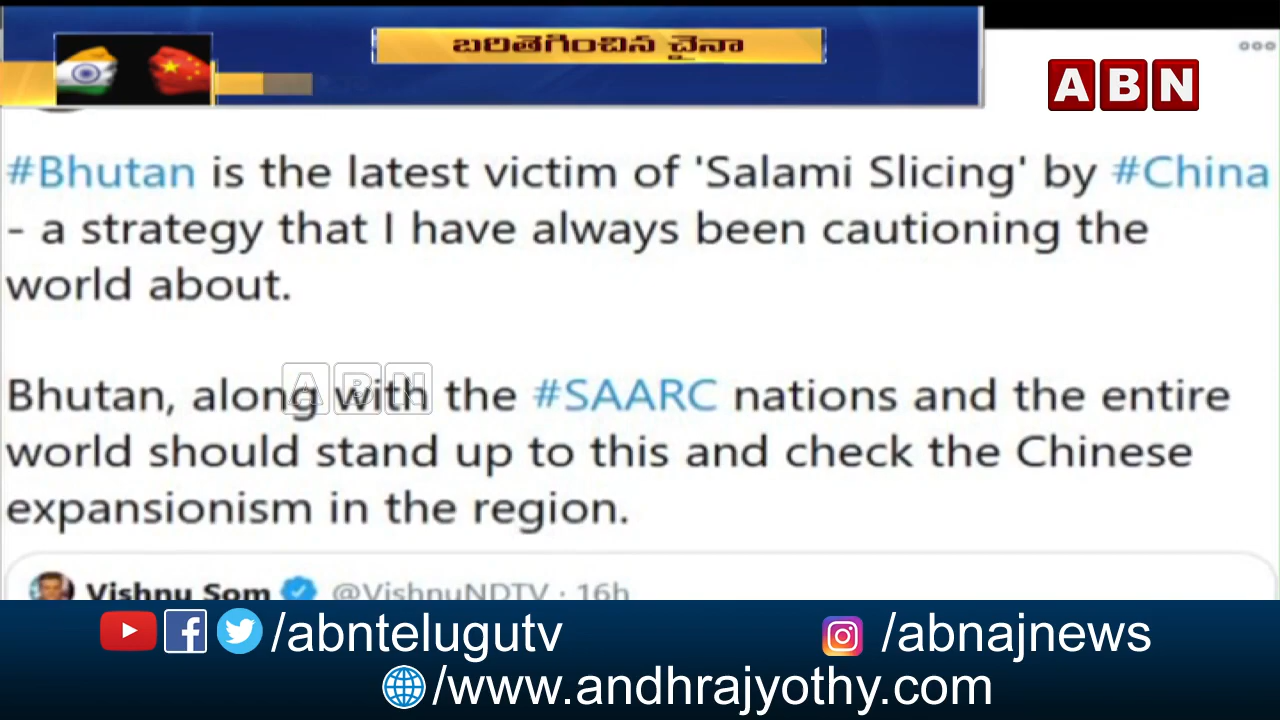 బరితెగించిన చైనా
ABN
#Bhutan is the latest victim of 'Salami Slicing' by #China
- a strategy that I have always been cautioning the
world about.
Bhutan, along with the #SAARC nations and the entire
world should stand up to this and check the Chinese
expansionism in the region.
ABN
Vishnu Som @VishnuNDTV · 16h
/abntelugutv
/abnajnews
/www.andhrajyothy.com